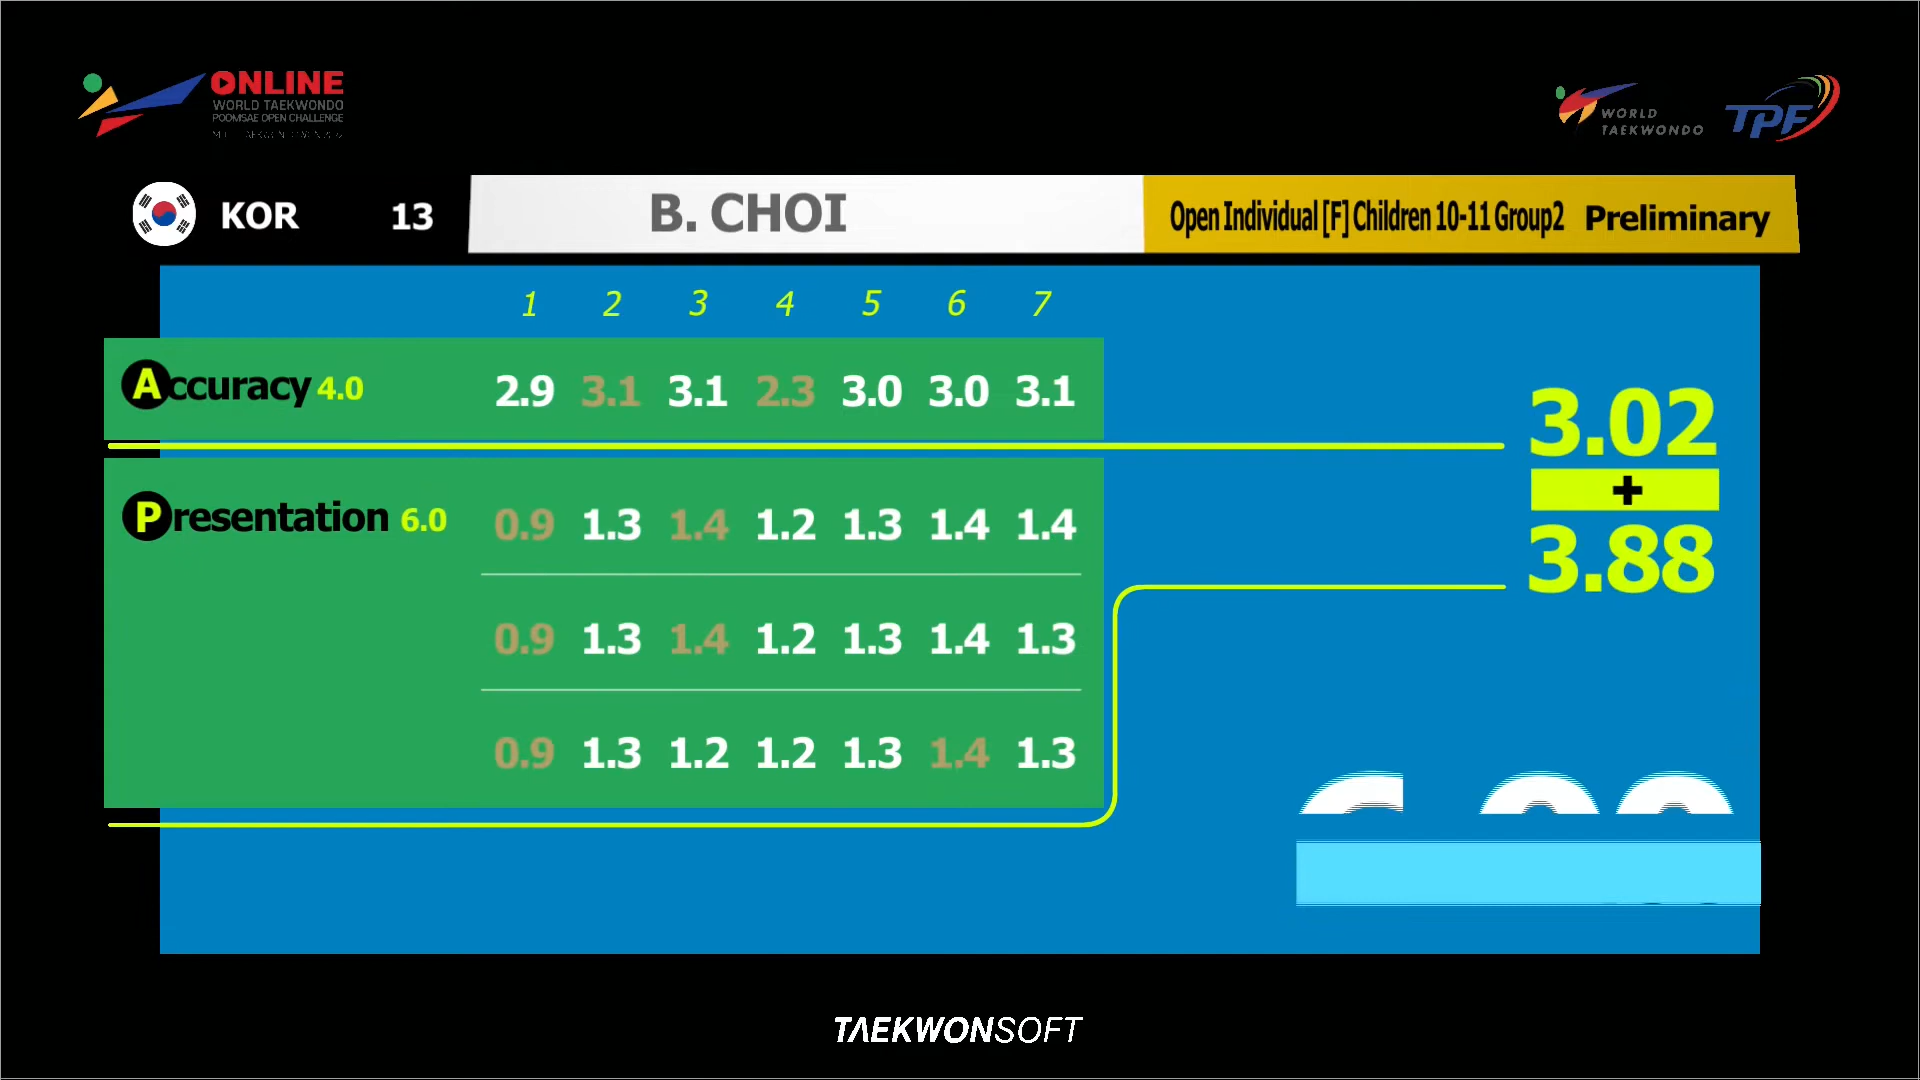 ONLINE
WORLD TAEKWONDO
POOMSAE OPEN CHALLENGE
WORLD
TAEKWONDO
TPF
KOR 13 B. CHOI Open Individual [F] Children 10-11 Group2 Preliminary
1 2 3 4 5 6 7
Accuracy 4.0 2.9 3.1 3.1 2.3 3.0 3.0 3.1
3.02
+
3.88
Presentation 6.0 0.9 1.3 1.4 1.2 1.3 1.4 1.4
0.9 1.3 1.4 1.2 1.3 1.4 1.3
0.9 1.3 1.2 1.2 1.3 1.4 1.3
TAEKWONSOFT